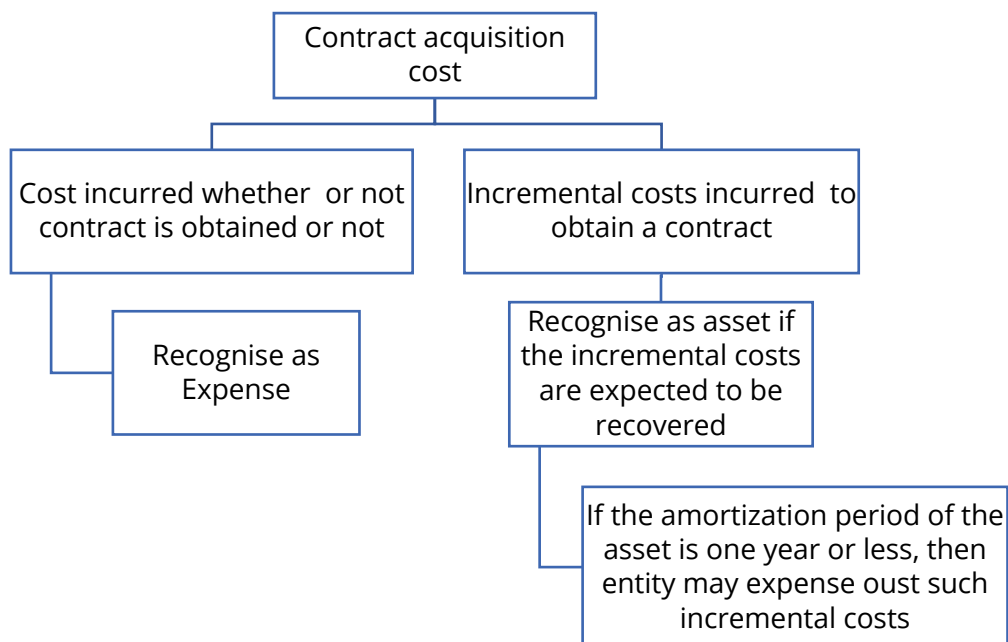 Contract acquisition
cost
Cost incurred whether or not
contract is obtained or not
Incremental costs incurred to
obtain a contract
Recognise as
Expense
Recognise as asset if
the incremental costs
are expected to be
recovered
If the amortization period of the
asset is one year or less, then
entity may expense oust such
incremental costs